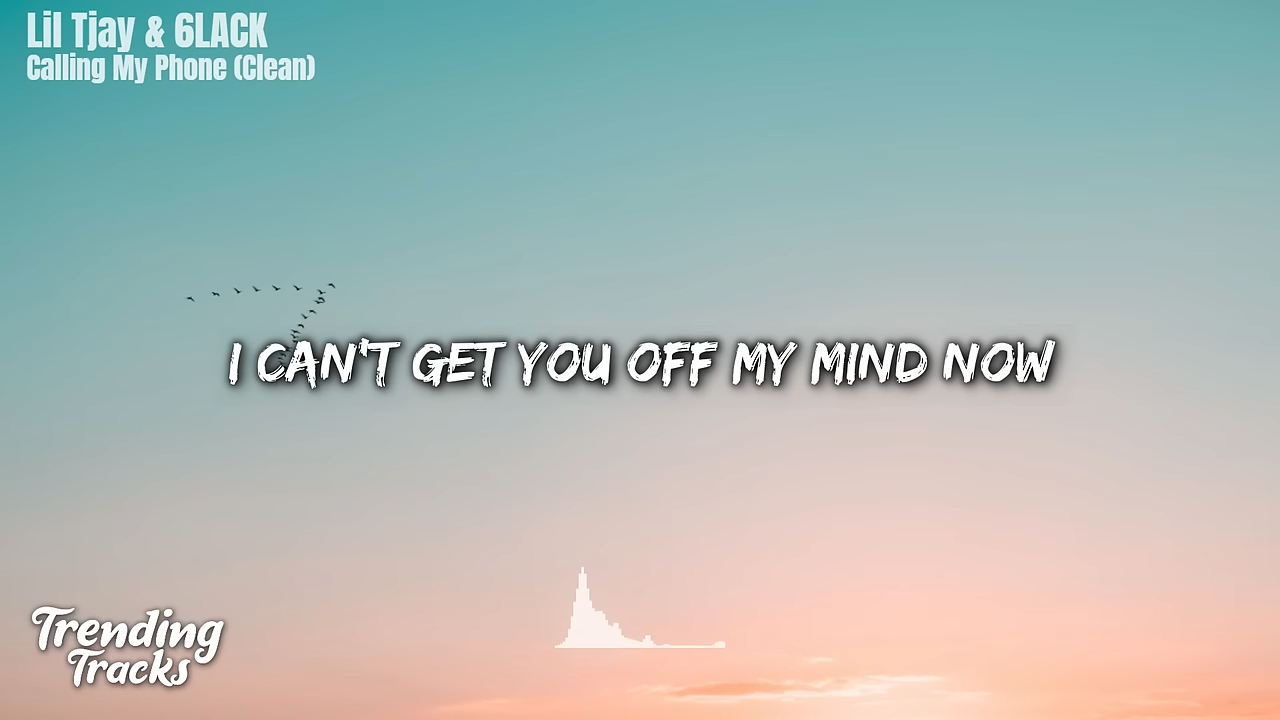 Lil Tjay & 6LACK
Calling My Phone (Clean)
I CAN'T GET YOU OFF MY MIND NOW
Trending
Tracks